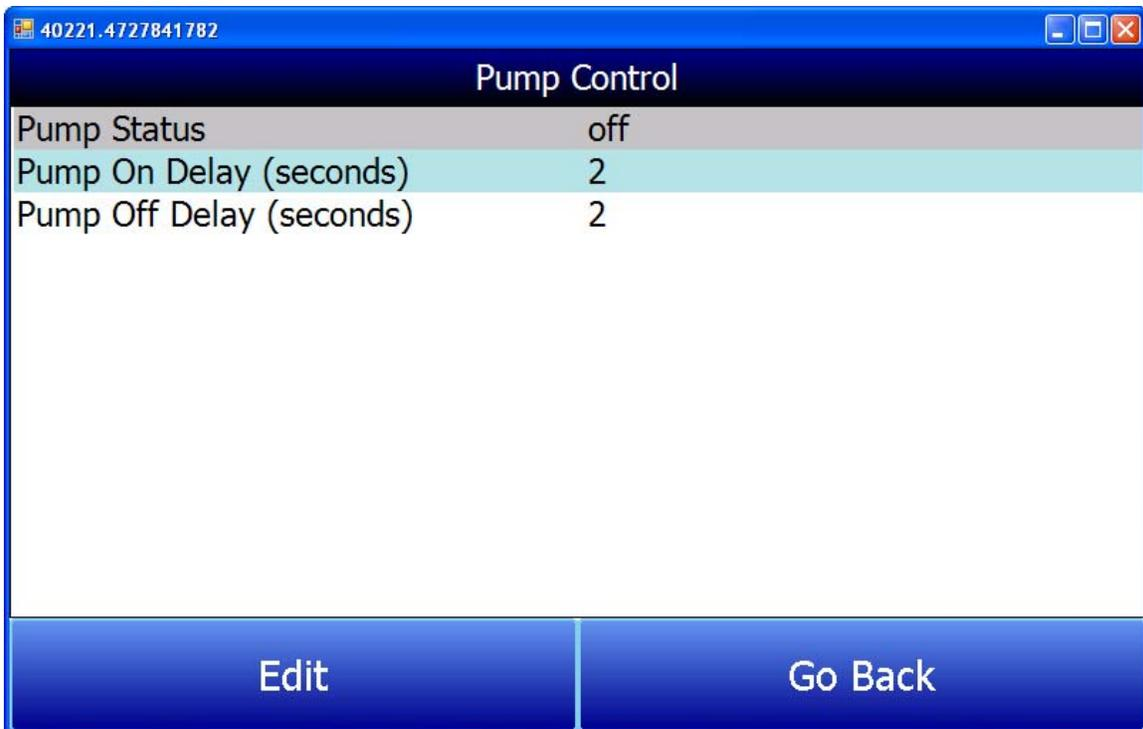 40221.4727841782
Pump Control
Pump Status off
Pump On Delay (seconds) 2
Pump Off Delay (seconds) 2
Edit Go Back